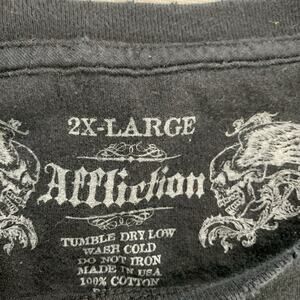 2X-LARGE
Affliction
TUMBLE DRY LOW
WASH COLD
DO NOT IRON
MADE IN USA
100% COTTON